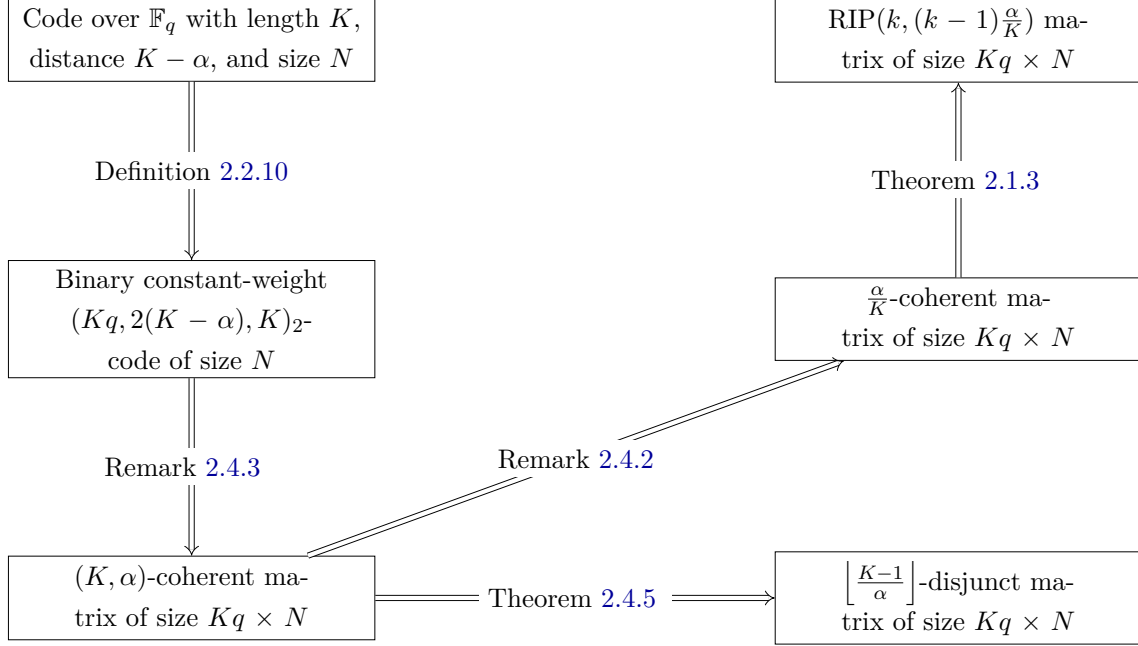 Code over 𝔽_q with length K,
distance K − α, and size N
RIP(k, (k − 1)α/K) ma-
trix of size Kq × N
Definition 2.2.10
Theorem 2.1.3
Binary constant-weight
(Kq, 2(K − α), K)₂-
code of size N
α/K-coherent ma-
trix of size Kq × N
Remark 2.4.3
Remark 2.4.2
(K, α)-coherent ma-
trix of size Kq × N
Theorem 2.4.5
⌊(K−1)/α⌋-disjunct ma-
trix of size Kq × N